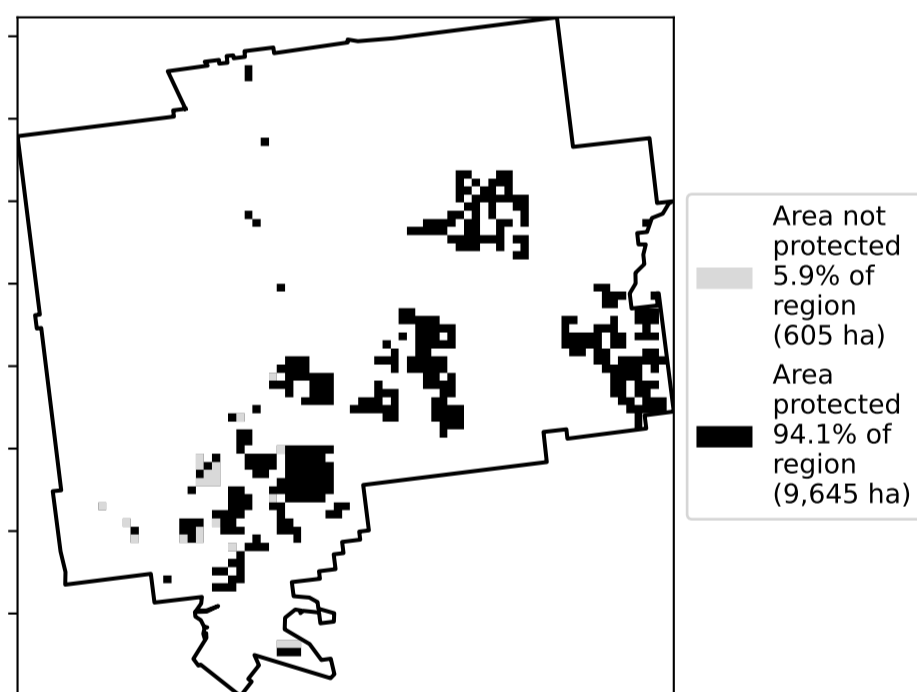 Area not
protected
5.9% of
region
(605 ha)
Area
protected
94.1% of
region
(9,645 ha)